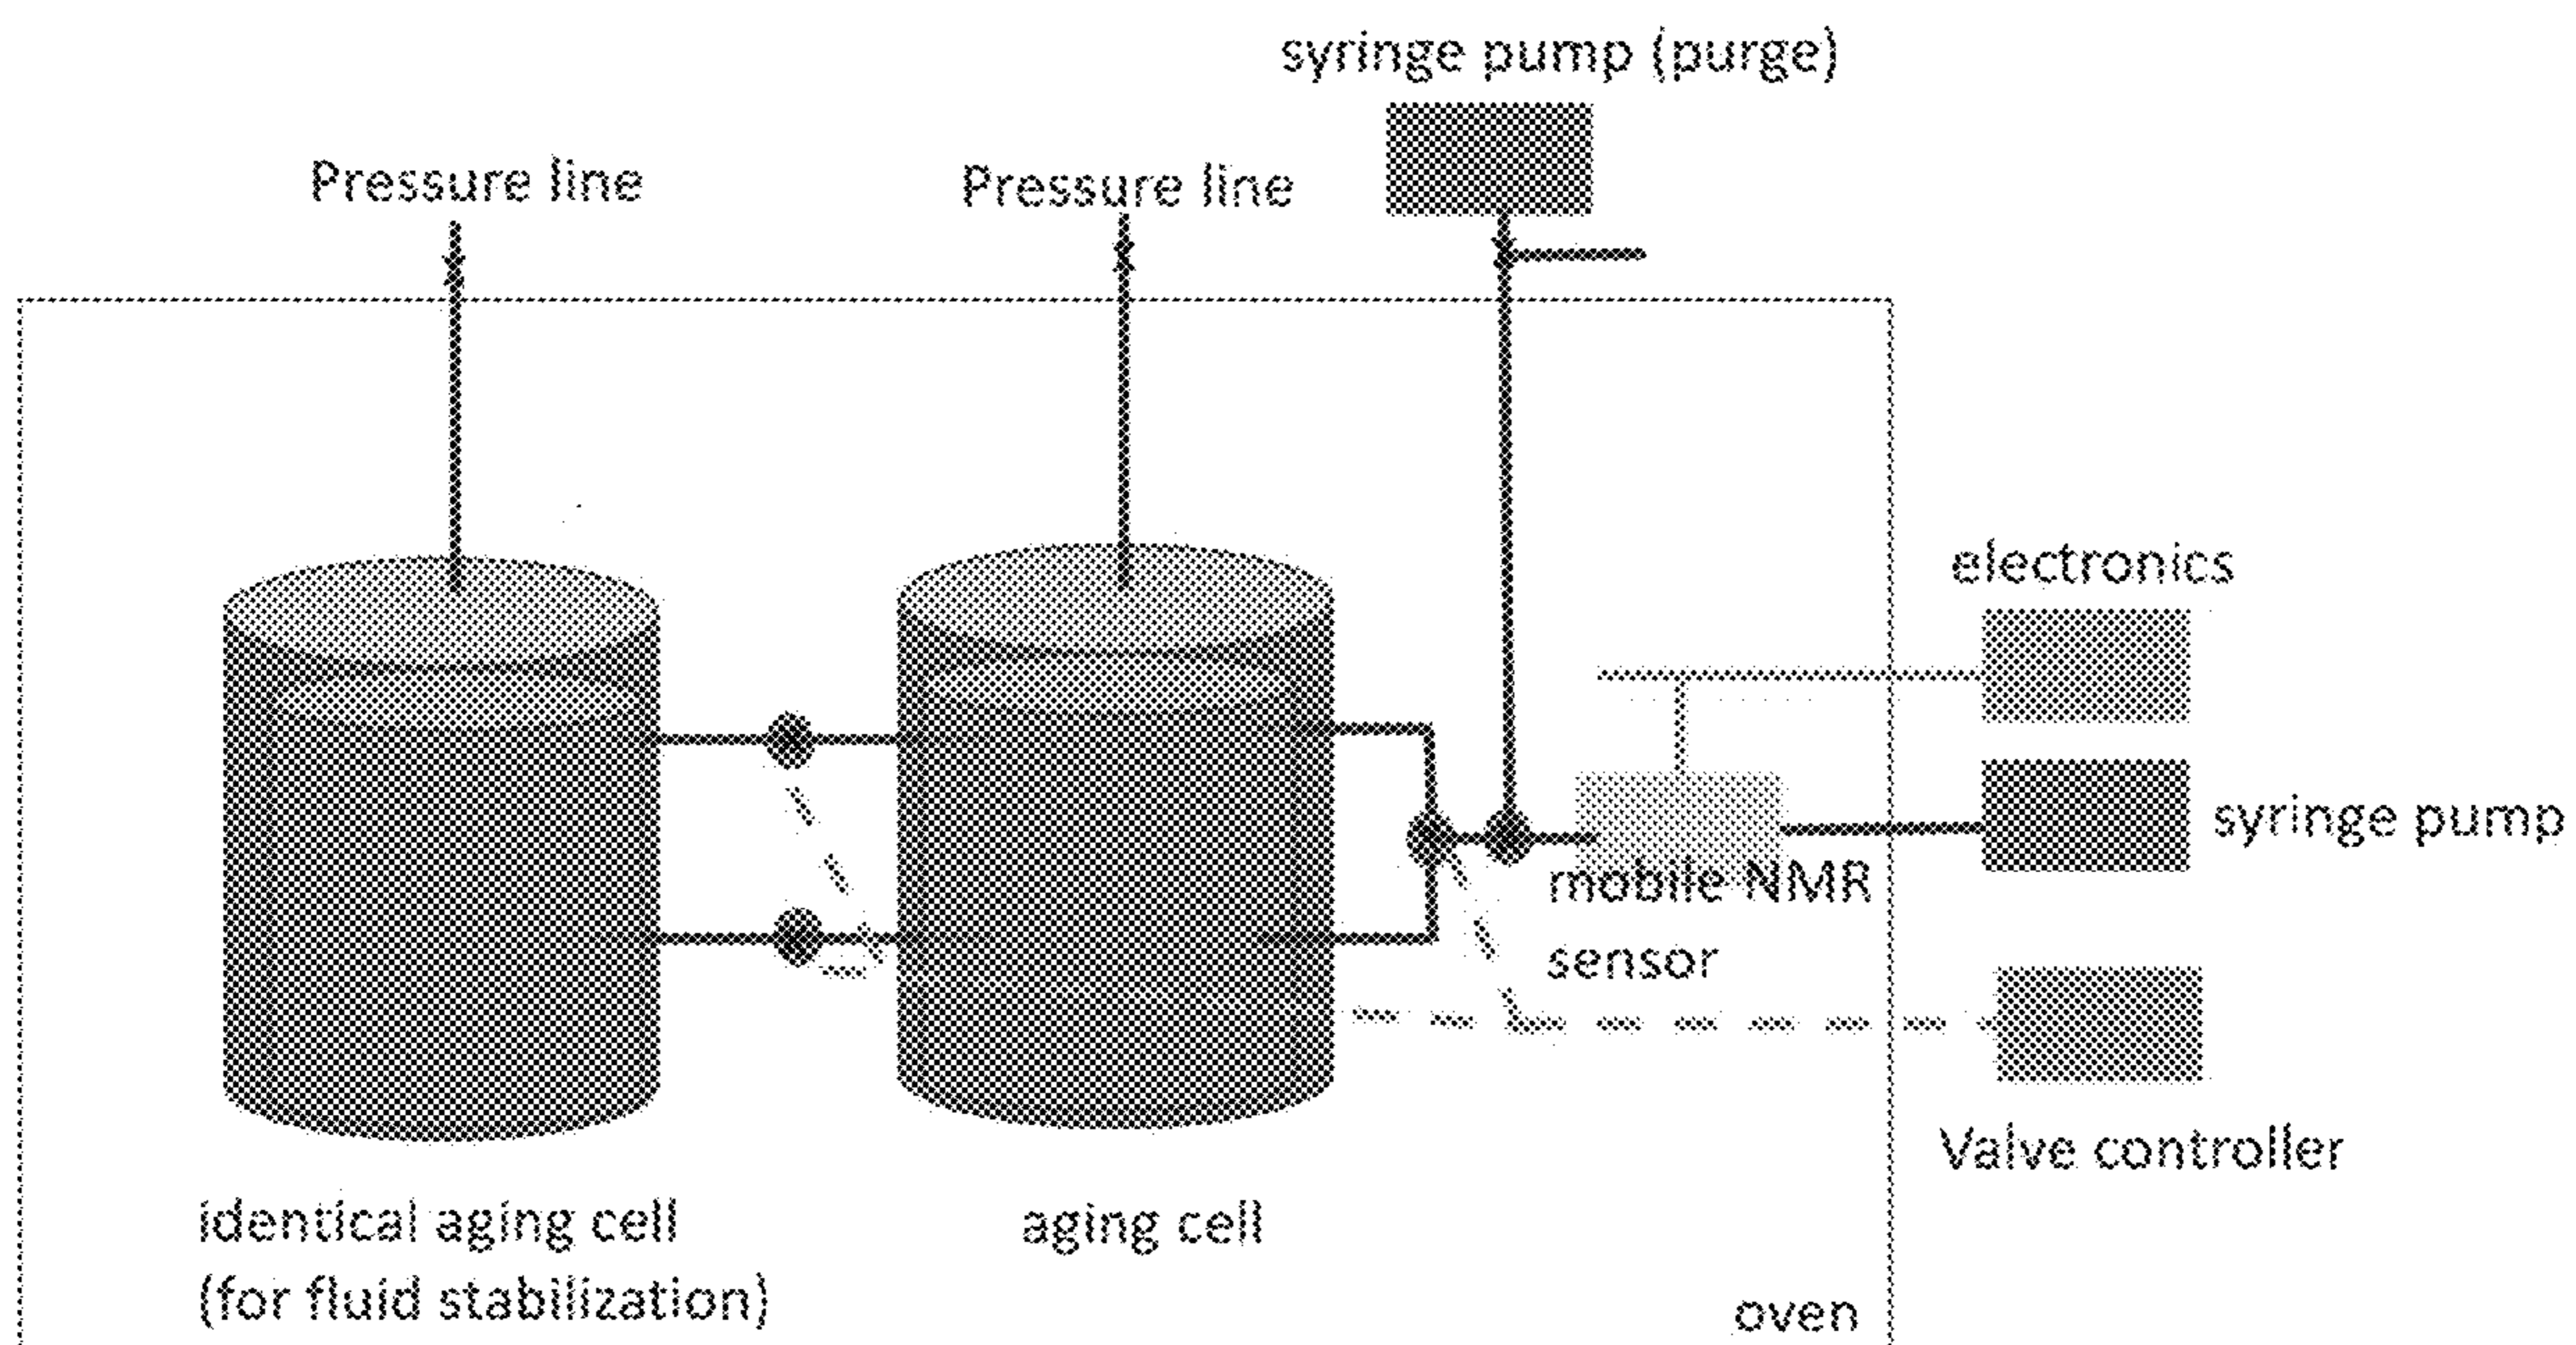 syringe pump (purge)
Pressure line
Pressure line
electronics
syringe pump
mobile NMR
sensor
Valve controller
identical aging cell
(for fluid stabilization)
aging cell
oven